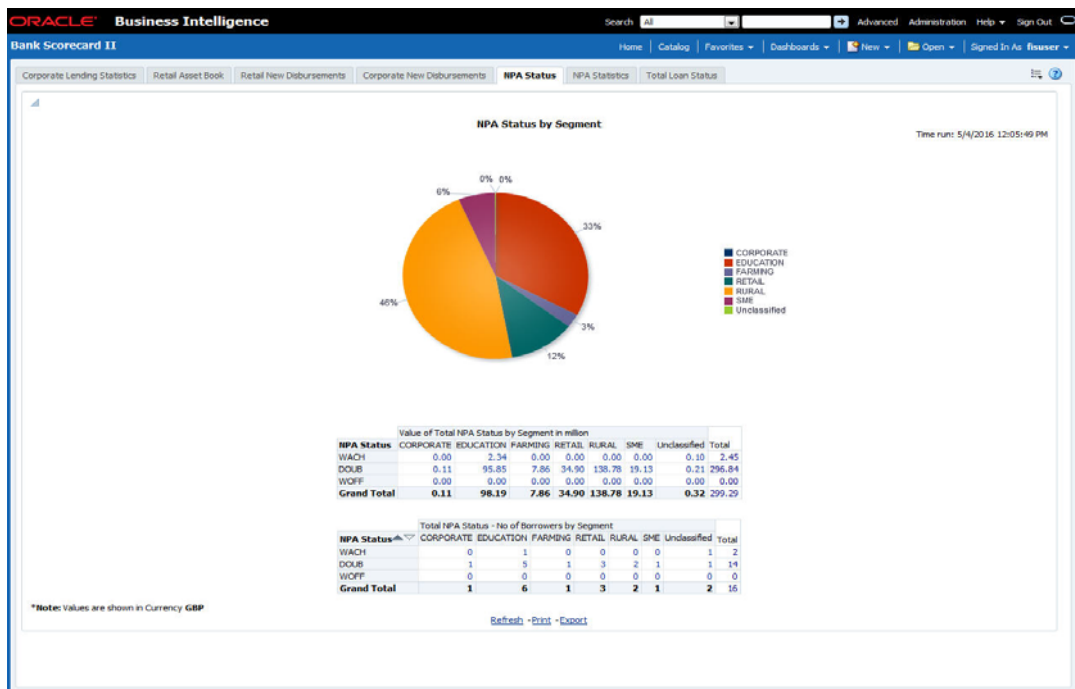 ORACLE Business Intelligence Search All Advanced Administration Help Sign Out
Bank Scorecard II Home Catalog Favorites Dashboards New Open Signed In As fisuser
Corporate Lending Statistics Retail Asset Book Retail New Disbursements Corporate New Disbursements NPA Status NPA Statistics Total Loan Status
NPA Status by Segment
Time run: 5/4/2016 12:05:49 PM
0% 0%
6%
33%
46%
3%
12%
CORPORATE
EDUCATION
FARMING
RETAIL
RURAL
SME
Unclassified
Value of Total NPA Status by Segment in million
NPA Status CORPORATE EDUCATION FARMING RETAIL RURAL SME Unclassified Total
WACH 0.00 2.34 0.00 0.00 0.00 0.00 0.10 2.45
DOUB 0.11 95.85 7.86 34.90 138.78 19.13 0.21 296.84
WOFF 0.00 0.00 0.00 0.00 0.00 0.00 0.00 0.00
Grand Total 0.11 98.19 7.86 34.90 138.78 19.13 0.32 299.29
Total NPA Status - No of Borrowers by Segment
NPA Status CORPORATE EDUCATION FARMING RETAIL RURAL SME Unclassified Total
WACH 0 1 0 0 0 0 1 2
DOUB 1 5 1 3 2 1 1 14
WOFF 0 0 0 0 0 0 0 0
Grand Total 1 6 1 3 2 1 2 16
*Note: Values are shown in Currency GBP
Refresh - Print - Export